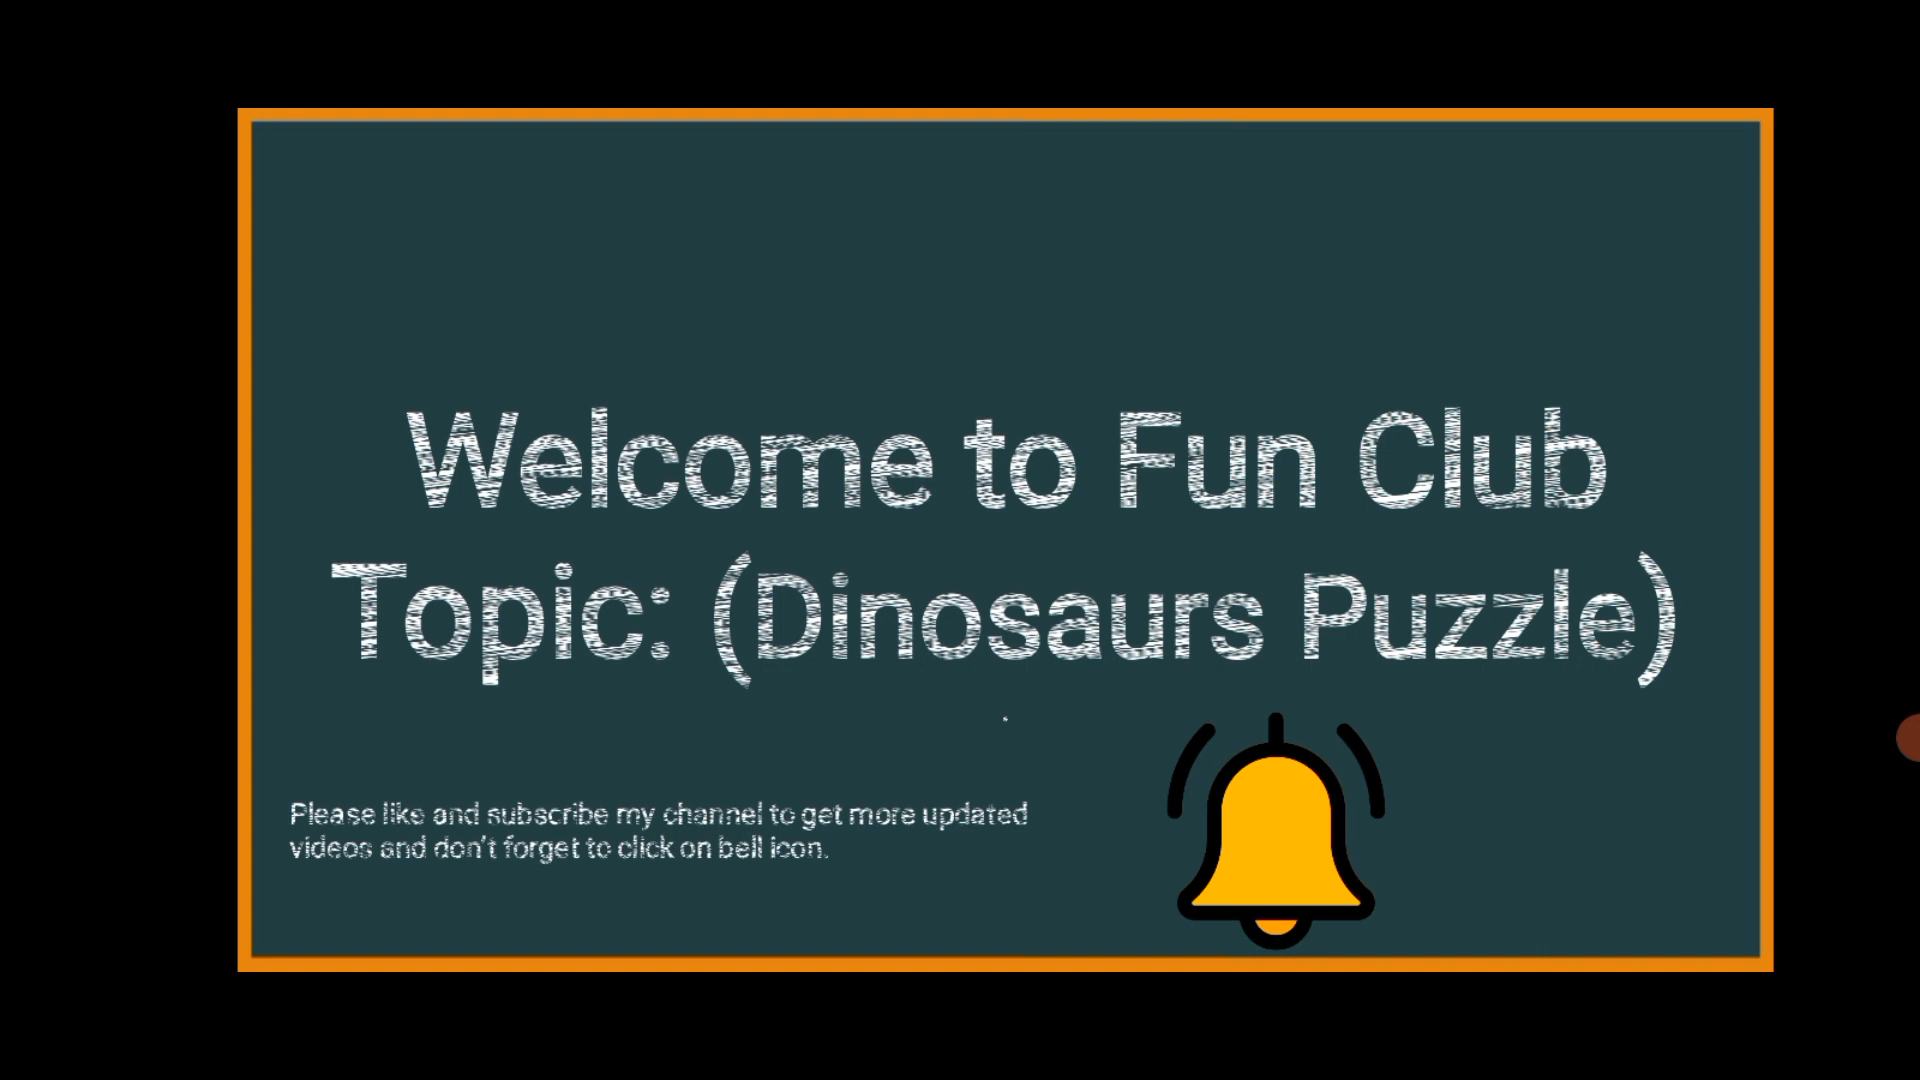 Welcome to Fun Club
Topic: (Dinosaurs Puzzle)
Please like and subscribe my channel to get more updated
videos and don't forget to click on bell icon.